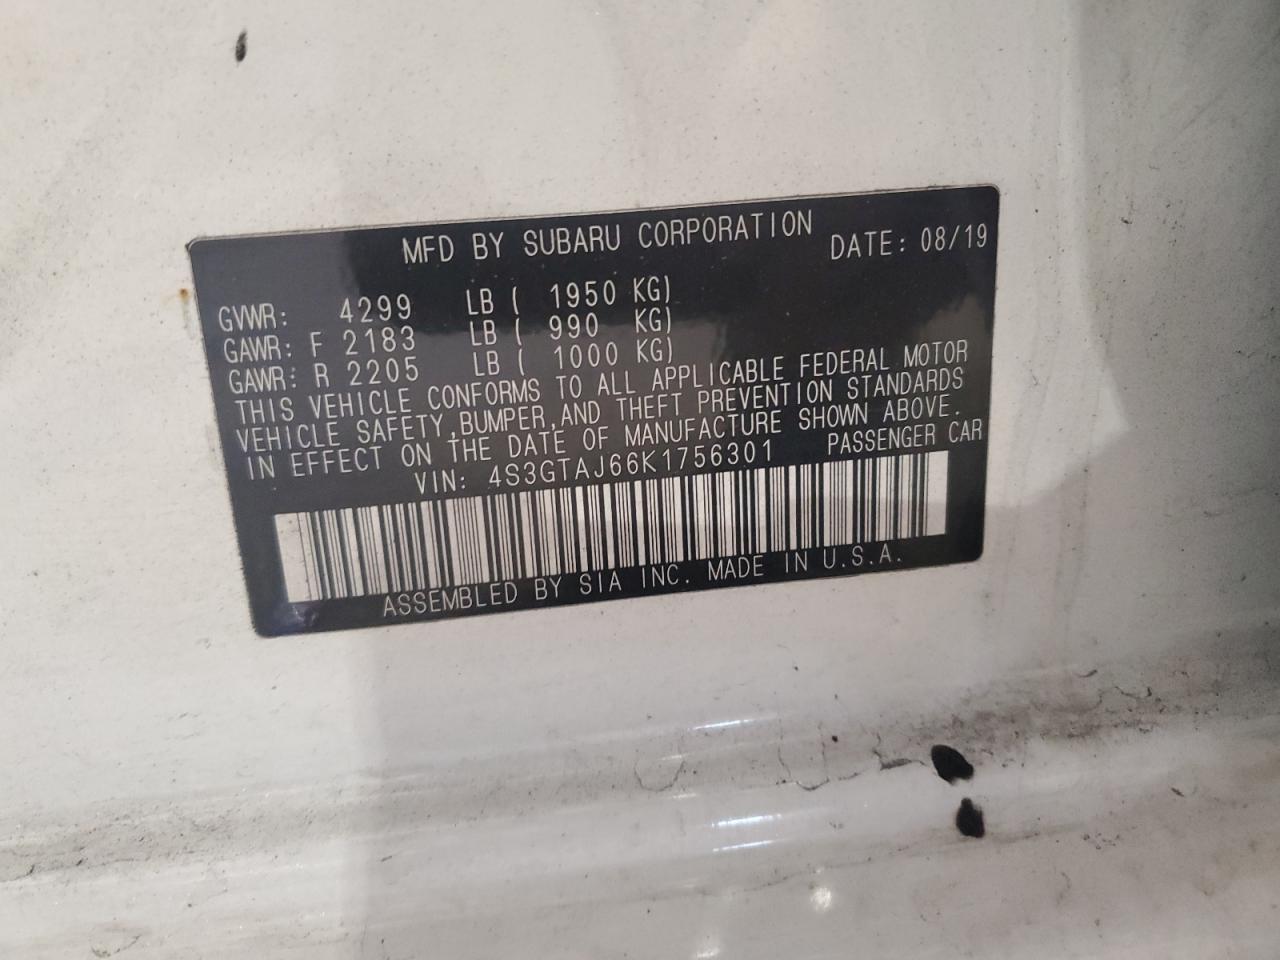 MFD BY SUBARU CORPORATION DATE: 08/19
GVWR: 4299 LB ( 1950 KG)
GAWR: F 2183 LB ( 990 KG)
GAWR: R 2205 LB ( 1000 KG)
THIS VEHICLE CONFORMS TO ALL APPLICABLE FEDERAL MOTOR
VEHICLE SAFETY, BUMPER, AND THEFT PREVENTION STANDARDS
IN EFFECT ON THE DATE OF MANUFACTURE SHOWN ABOVE.
VIN: 4S3GTAJ66K1756301 PASSENGER CAR
ASSEMBLED BY SIA INC. MADE IN U.S.A.